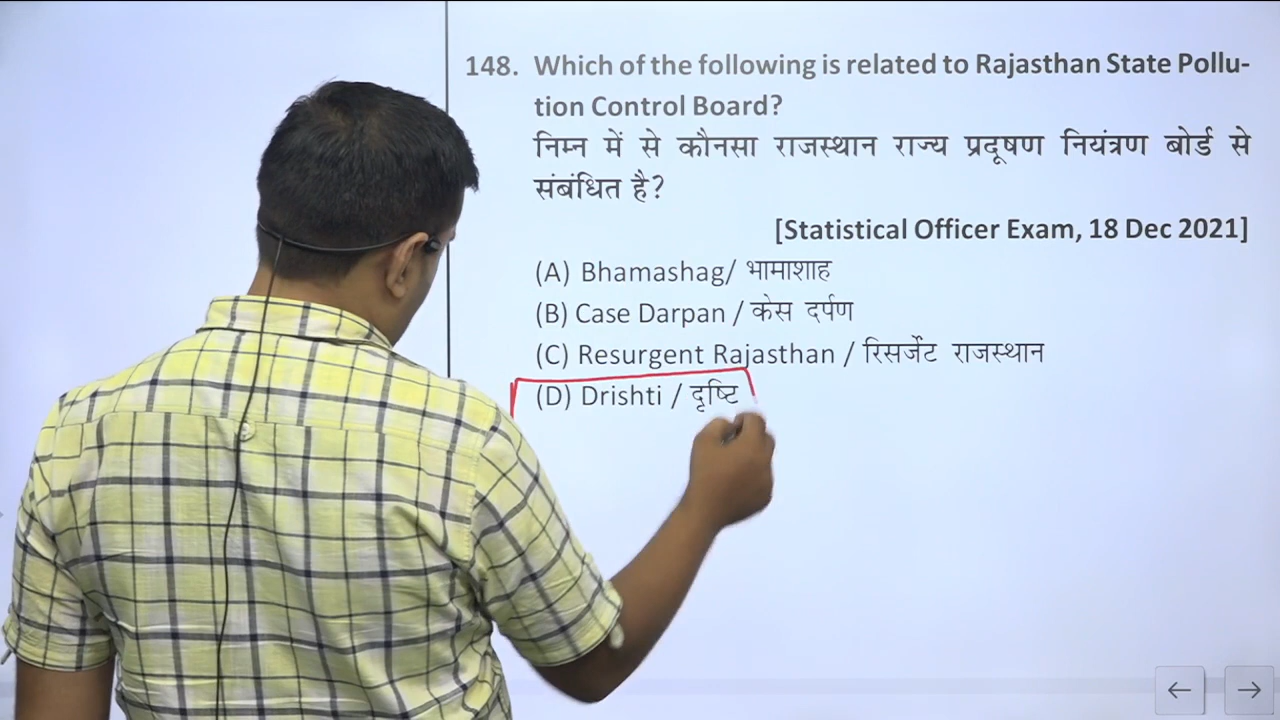 148. Which of the following is related to Rajasthan State Pollu-
tion Control Board?
निम्न में से कौनसा राजस्थान राज्य प्रदूषण नियंत्रण बोर्ड से
संबंधित है?
[Statistical Officer Exam, 18 Dec 2021]
(A) Bhamashag/ भामाशाह
(B) Case Darpan / केस दर्पण
(C) Resurgent Rajasthan / रिसर्जेंट राजस्थान
(D) Drishti / दृष्टि